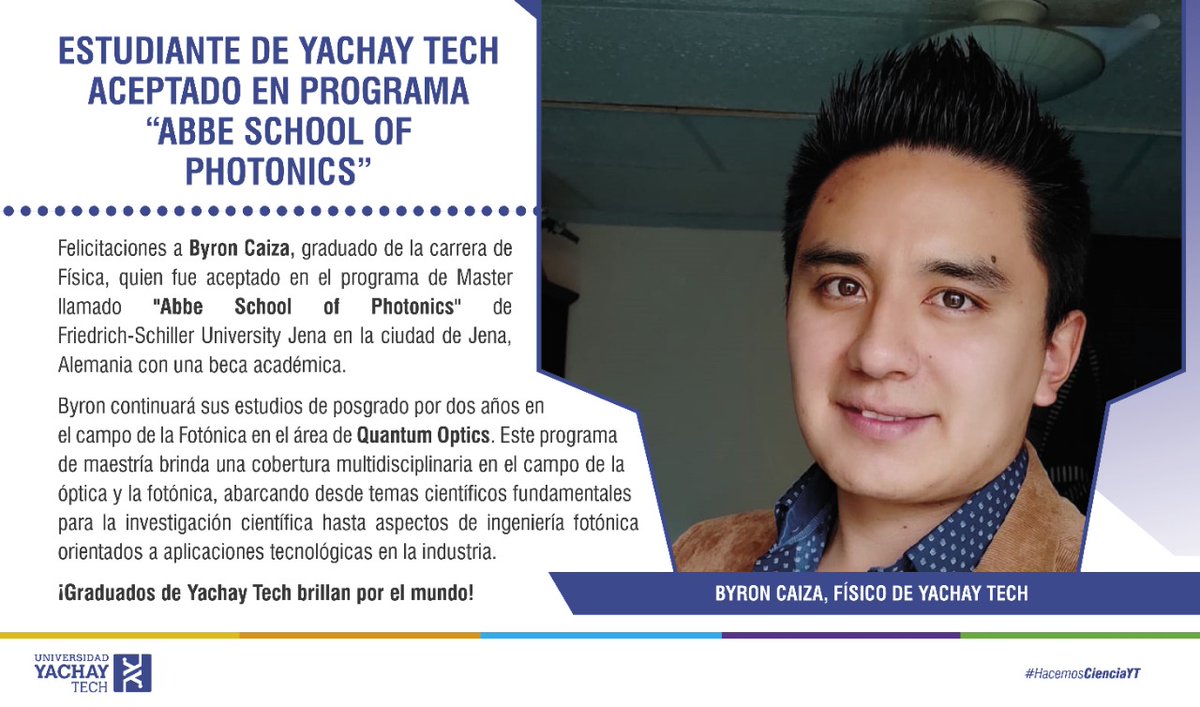 ESTUDIANTE DE YACHAY TECH
ACEPTADO EN PROGRAMA
“ABBE SCHOOL OF
PHOTONICS”
Felicitaciones a Byron Caiza, graduado de la carrera de
Física, quien fue aceptado en el programa de Master
llamado "Abbe School of Photonics" de
Friedrich-Schiller University Jena en la ciudad de Jena,
Alemania con una beca académica.
Byron continuará sus estudios de posgrado por dos años en
el campo de la Fotónica en el área de Quantum Optics. Este programa
de maestría brinda una cobertura multidisciplinaria en el campo de la
óptica y la fotónica, abarcando desde temas científicos fundamentales
para la investigación científica hasta aspectos de ingeniería fotónica
orientados a aplicaciones tecnológicas en la industria.
¡Graduados de Yachay Tech brillan por el mundo!
BYRON CAIZA, FÍSICO DE YACHAY TECH
UNIVERSIDAD
YACHAY
TECH
#HacemosCienciaYT